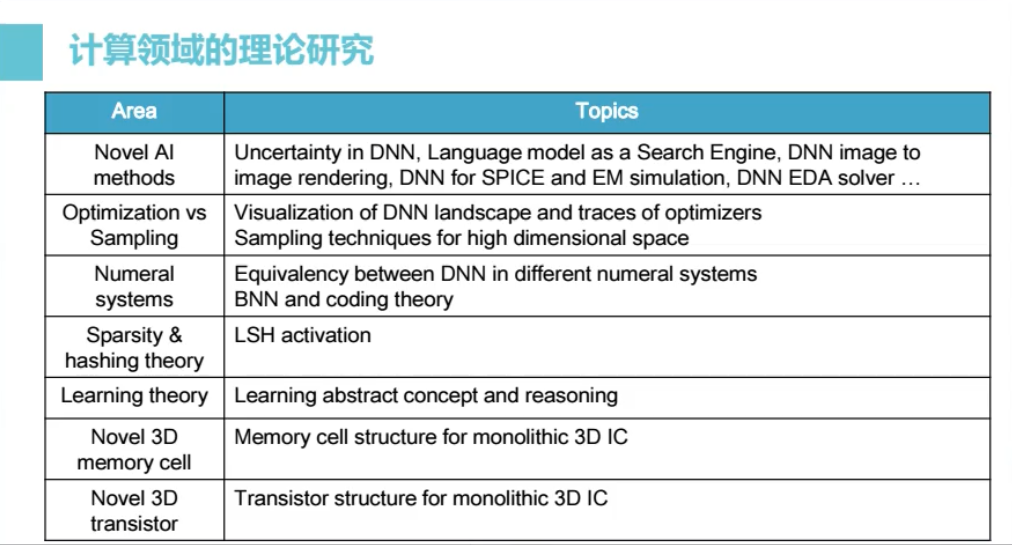 计算领域的理论研究
Area
Topics
Novel AI
methods
Uncertainty in DNN, Language model as a Search Engine, DNN image to
image rendering, DNN for SPICE and EM simulation, DNN EDA solver …
Optimization vs
Sampling
Visualization of DNN landscape and traces of optimizers
Sampling techniques for high dimensional space
Numeral
systems
Equivalency between DNN in different numeral systems
BNN and coding theory
Sparsity &
hashing theory
LSH activation
Learning theory
Learning abstract concept and reasoning
Novel 3D
memory cell
Memory cell structure for monolithic 3D IC
Novel 3D
transistor
Transistor structure for monolithic 3D IC